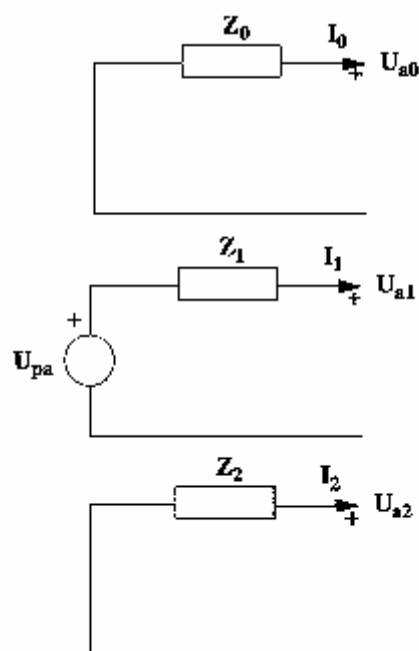 Z₀ I₀
+ Uₐ₀
Z₁ I₁
+ + Uₐ₁
Uₚₐ
Z₂ I₂
+ Uₐ₂